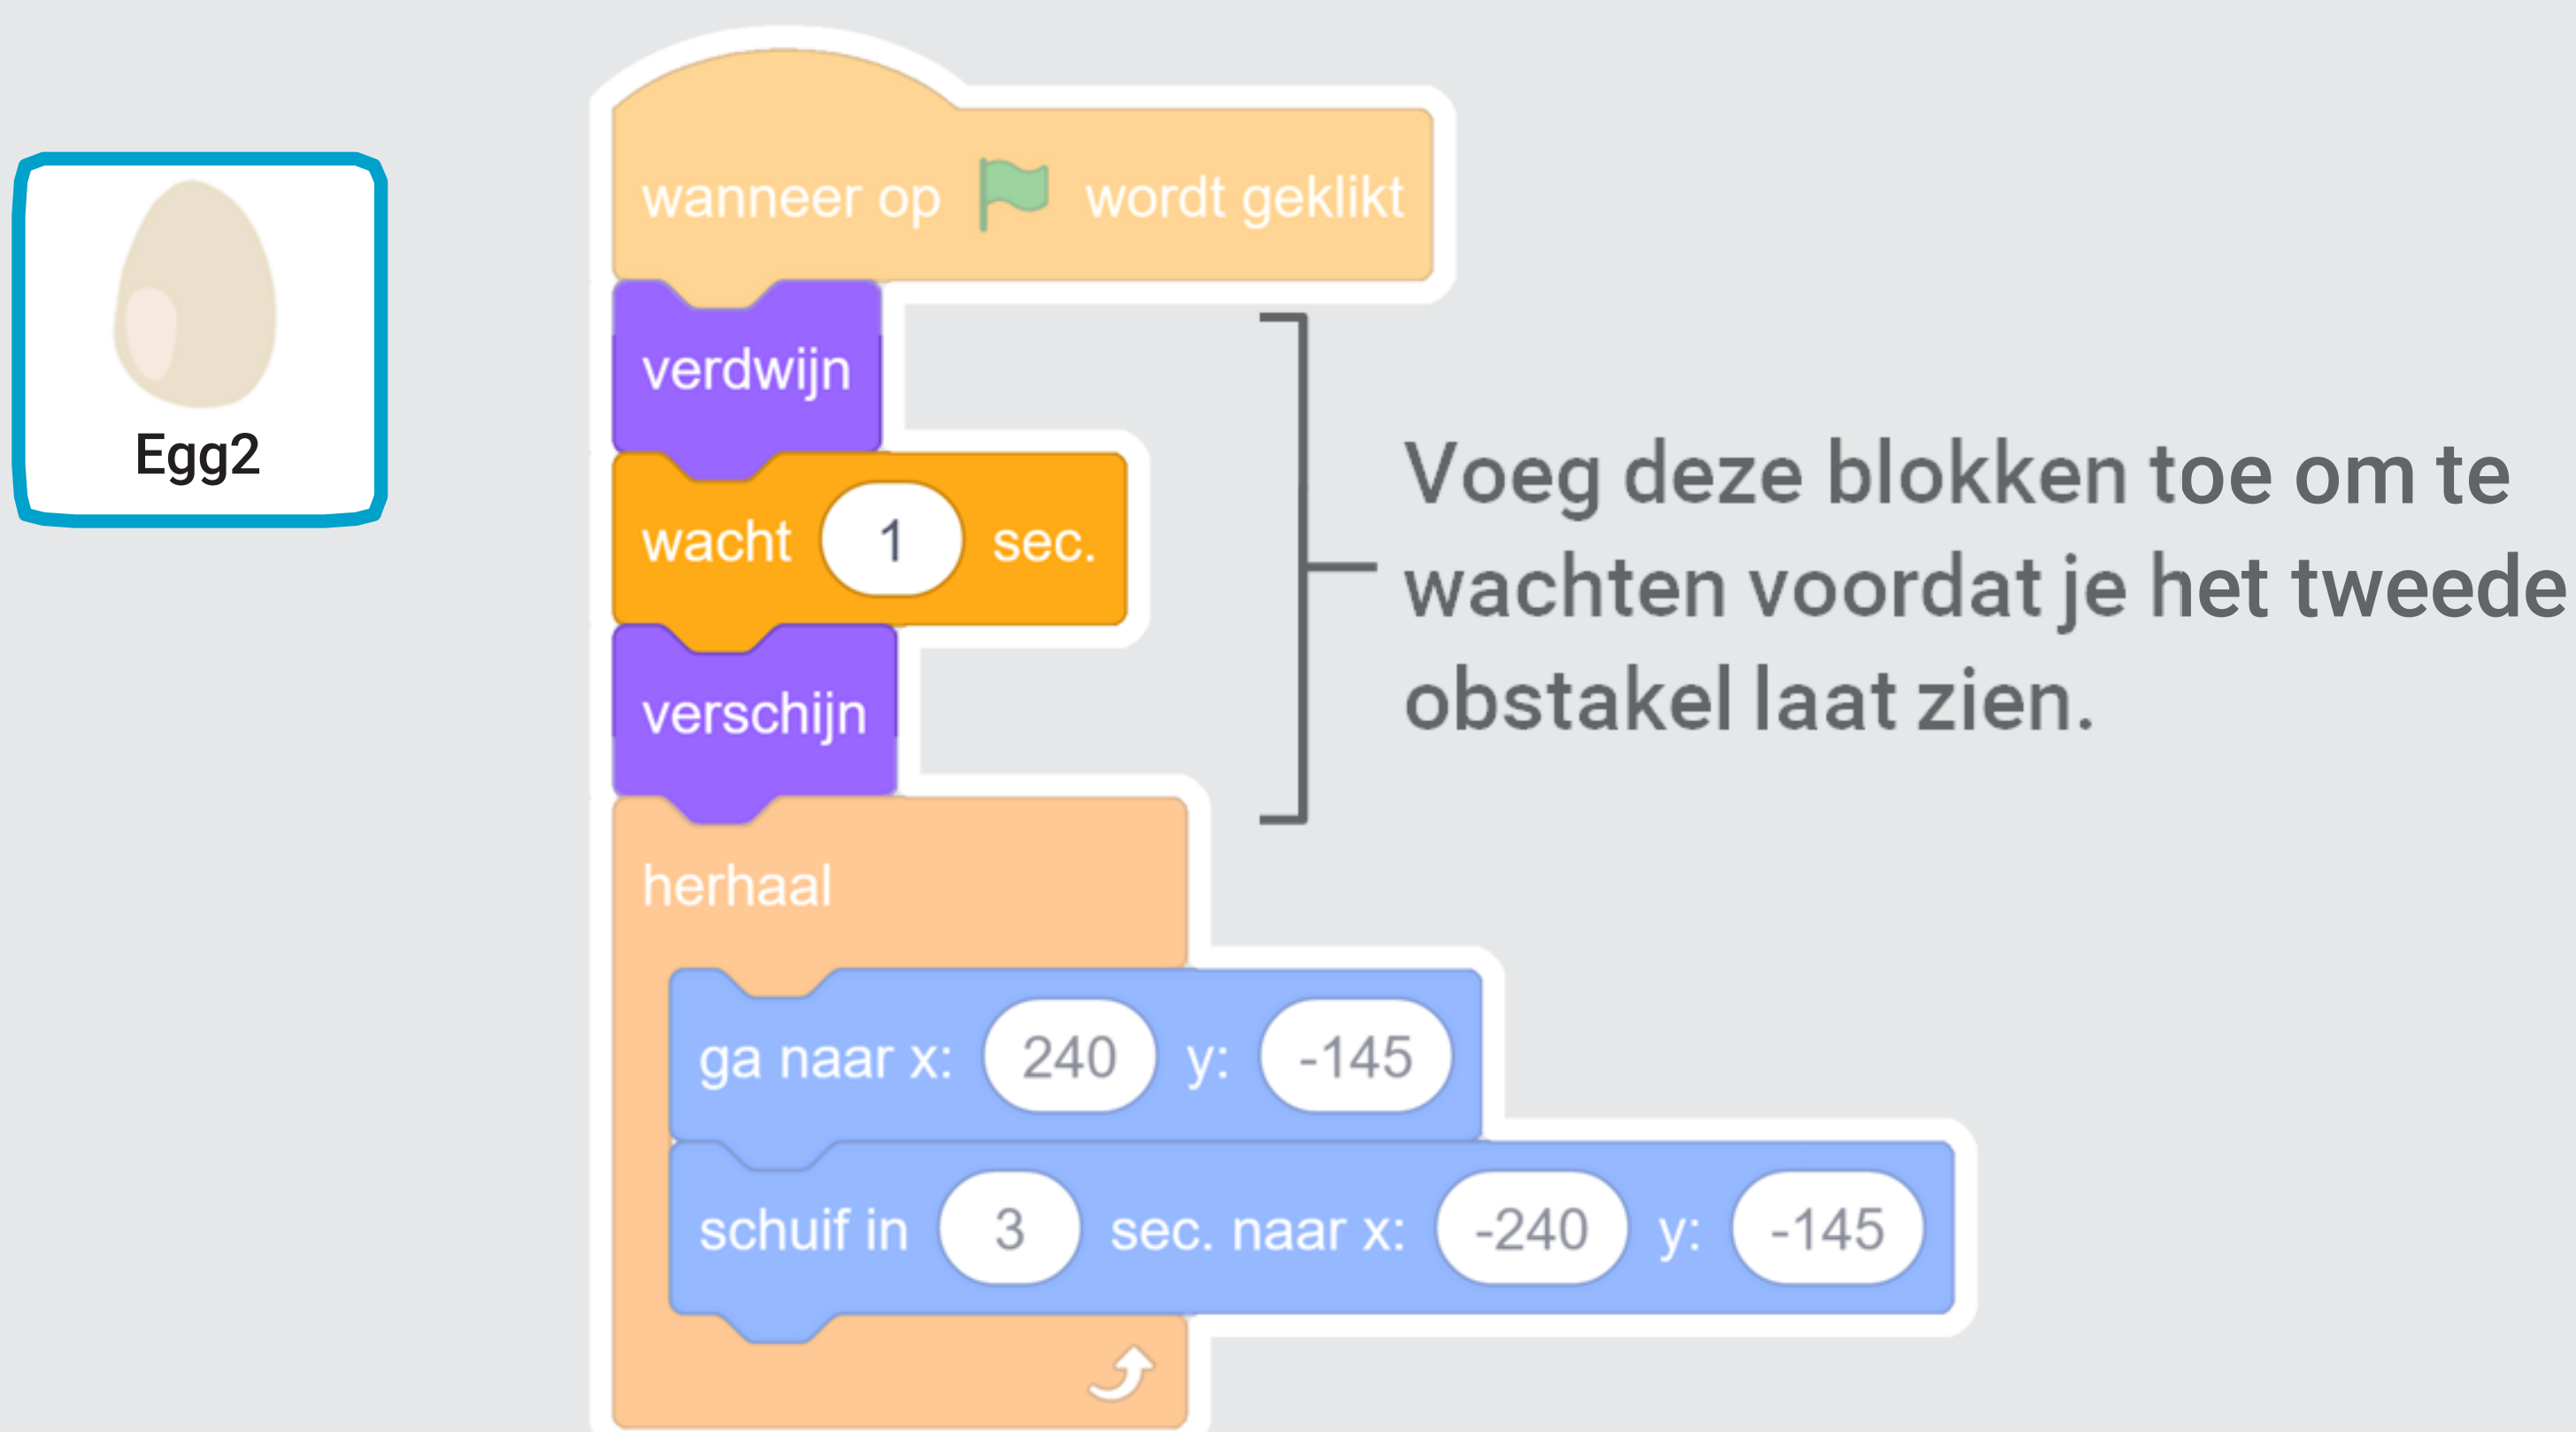 wanneer op wordt geklikt
verdwijn
wacht 1 sec.
verschijn
herhaal
ga naar x: 240 y: -145
schuif in 3 sec. naar x: -240 y: -145
Egg2
Voeg deze blokken toe om te
wachten voordat je het tweede
obstakel laat zien.